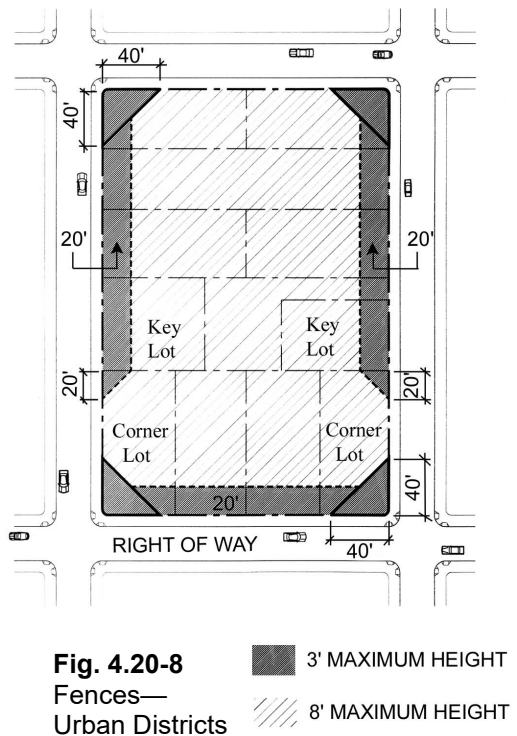 40'
40'
20'
20'
Key
Lot
Key
Lot
20'
20'
Corner
Lot
Corner
Lot
40'
20'
RIGHT OF WAY
40'
Fig. 4.20-8
Fences—
Urban Districts
3' MAXIMUM HEIGHT
8' MAXIMUM HEIGHT